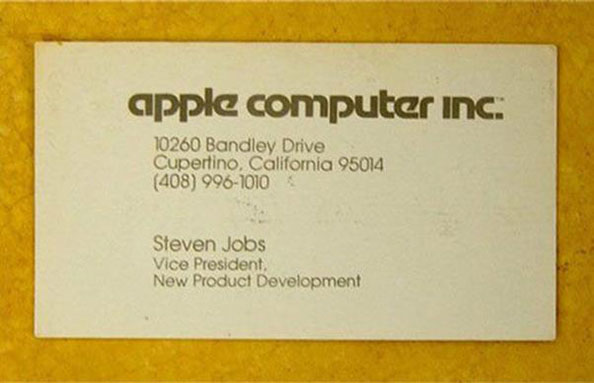 apple computer inc.™
10260 Bandley Drive
Cupertino, California 95014
(408) 996-1010
Steven Jobs
Vice President,
New Product Development